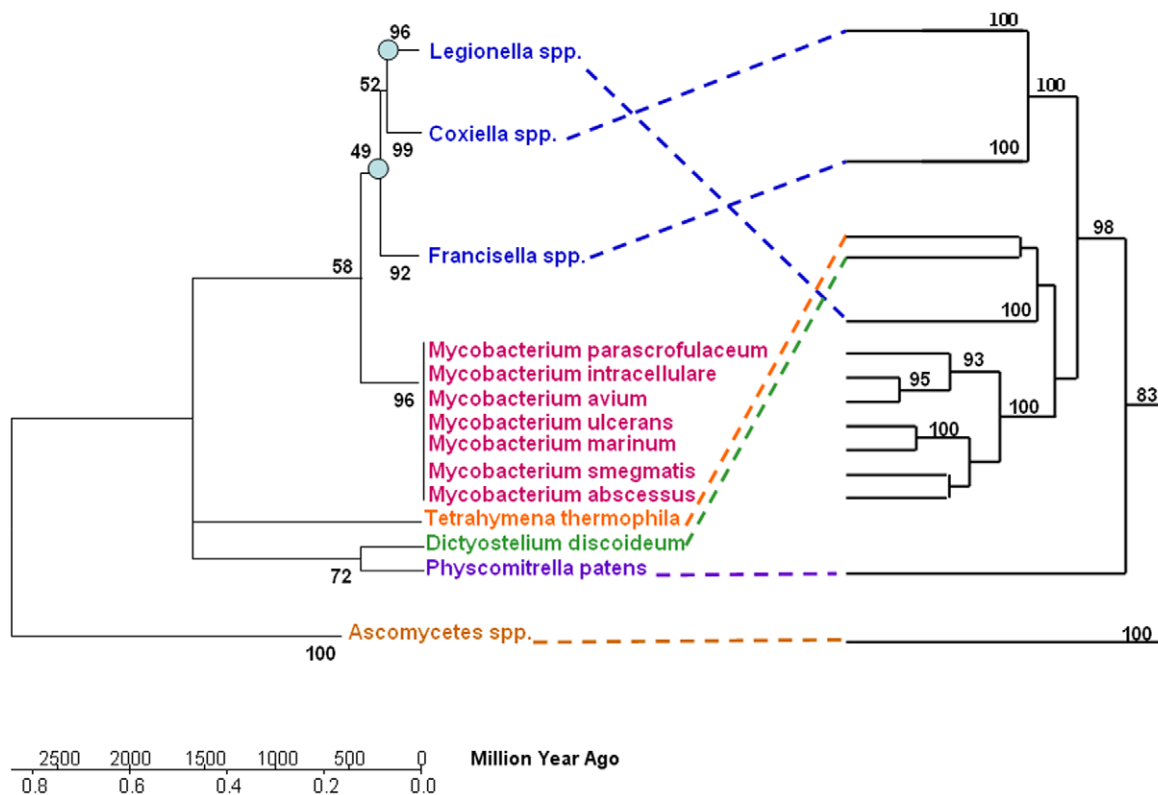 96
Legionella spp.
100
52
100
Coxiella spp.
49
99
100
98
Francisella spp.
58
92
100
Mycobacterium parascrofulaceum
93
Mycobacterium intracellulare
95
96
Mycobacterium avium
83
100
Mycobacterium ulcerans
100
Mycobacterium marinum
Mycobacterium smegmatis
Mycobacterium abscessus
Tetrahymena thermophila
Dictyostelium discoideum
72
Physcomitrella patens
Ascomycetes spp.
100
100
2500 2000 1500 1000 500 0 Million Year Ago
0.8 0.6 0.4 0.2 0.0